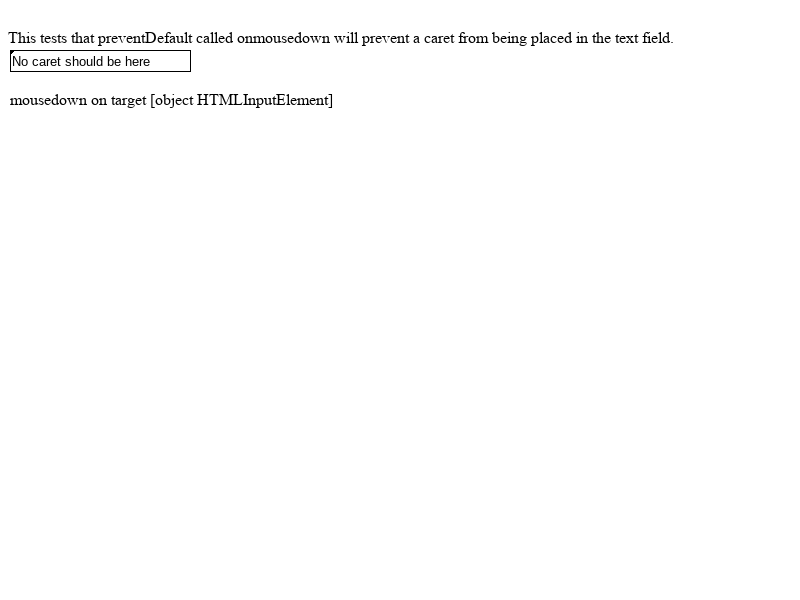 This tests that preventDefault called onmousedown will prevent a caret from being placed in the text field.
No caret should be here
mousedown on target [object HTMLInputElement]